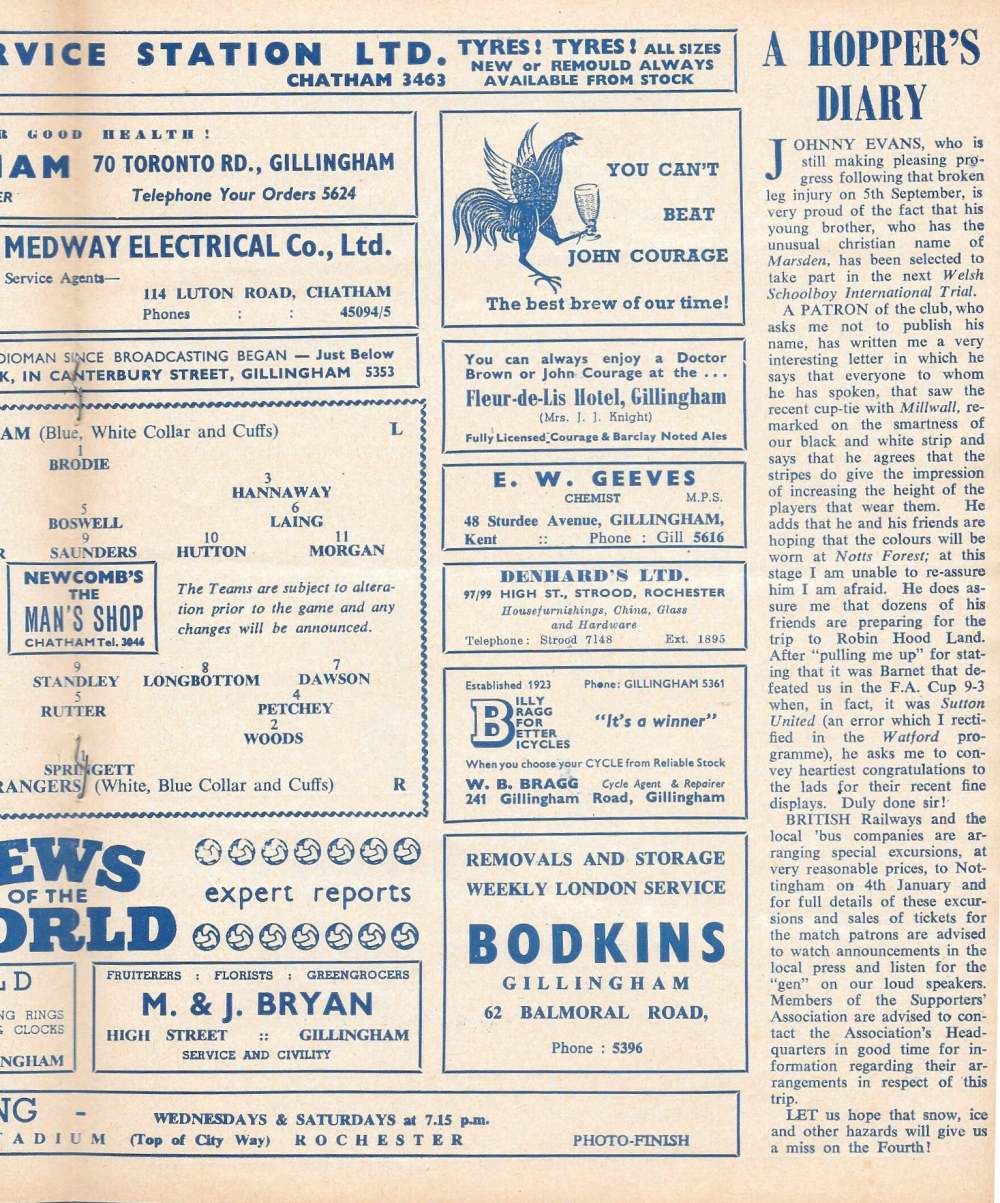 RVICE STATION LTD.
CHATHAM 3463
TYRES! TYRES! ALL SIZES
NEW or REMOULD ALWAYS
AVAILABLE FROM STOCK
R GOOD HEALTH!
AM 70 TORONTO RD., GILLINGHAM
ER Telephone Your Orders 5624
MEDWAY ELECTRICAL Co., Ltd.
Service Agents—
114 LUTON ROAD, CHATHAM
Phones : : 45094/5
DIOMAN SINCE BROADCASTING BEGAN — Just Below
K, IN CANTERBURY STREET, GILLINGHAM 5353
AM (Blue, White Collar and Cuffs) L
1
BRODIE
3
HANNAWAY
5 6
BOSWELL LAING
9 10 11
R SAUNDERS HUTTON MORGAN
NEWCOMB'S
THE
MAN'S SHOP
CHATHAM Tel. 3046
The Teams are subject to altera-
tion prior to the game and any
changes will be announced.
9 8 7
STANDLEY LONGBOTTOM DAWSON
5 4
RUTTER PETCHEY
2
WOODS
1
SPRINGETT
RANGERS (White, Blue Collar and Cuffs) R
EWS
OF THE
ORLD
expert reports
LD
NG RINGS
& CLOCKS
NGHAM
FRUITERERS : FLORISTS : GREENGROCERS
M. & J. BRYAN
HIGH STREET :: GILLINGHAM
SERVICE AND CIVILITY
NG -
TADIUM
WEDNESDAYS & SATURDAYS at 7.15 p.m.
(Top of City Way) ROCHESTER
PHOTO-FINISH
YOU CAN'T
BEAT
JOHN COURAGE
The best brew of our time!
You can always enjoy a Doctor
Brown or John Courage at the . . .
Fleur-de-Lis Hotel, Gillingham
(Mrs. J. J. Knight)
Fully Licensed Courage & Barclay Noted Ales
E. W. GEEVES
CHEMIST M.P.S.
48 Sturdee Avenue, GILLINGHAM,
Kent :: Phone : Gill 5616
DENHARD'S LTD.
97/99 HIGH ST., STROOD, ROCHESTER
Housefurnishings, China, Glass
and Hardware
Telephone: Strood 7148 Ext. 1895
Established 1923 Phone: GILLINGHAM 5361
BILLY
RAGG
FOR
ETTER
ICYCLES
"It's a winner"
When you choose your CYCLE from Reliable Stock
W. B. BRAGG Cycle Agent & Repairer
241 Gillingham Road, Gillingham
REMOVALS AND STORAGE
WEEKLY LONDON SERVICE
BODKINS
GILLINGHAM
62 BALMORAL ROAD,
Phone : 5396
A HOPPER'S
DIARY
JOHNNY EVANS, who is
still making pleasing pro-
gress following that broken
leg injury on 5th September, is
very proud of the fact that his
young brother, who has the
unusual christian name of
Marsden, has been selected to
take part in the next Welsh
Schoolboy International Trial.
A PATRON of the club, who
asks me not to publish his
name, has written me a very
interesting letter in which he
says that everyone to whom
he has spoken, that saw the
recent cup-tie with Millwall, re-
marked on the smartness of
our black and white strip and
says that he agrees that the
stripes do give the impression
of increasing the height of the
players that wear them. He
adds that he and his friends are
hoping that the colours will be
worn at Notts Forest; at this
stage I am unable to re-assure
him I am afraid. He does as-
sure me that dozens of his
friends are preparing for the
trip to Robin Hood Land.
After "pulling me up" for stat-
ing that it was Barnet that de-
feated us in the F.A. Cup 9-3
when, in fact, it was Sutton
United (an error which I recti-
fied in the Watford pro-
gramme), he asks me to con-
vey heartiest congratulations to
the lads for their recent fine
displays. Duly done sir!
BRITISH Railways and the
local 'bus companies are ar-
ranging special excursions, at
very reasonable prices, to Not-
tingham on 4th January and
for full details of these excur-
sions and sales of tickets for
the match patrons are advised
to watch announcements in the
local press and listen for the
"gen" on our loud speakers.
Members of the Supporters'
Association are advised to con-
tact the Association's Head-
quarters in good time for in-
formation regarding their ar-
rangements in respect of this
trip.
LET us hope that snow, ice
and other hazards will give us
a miss on the Fourth!